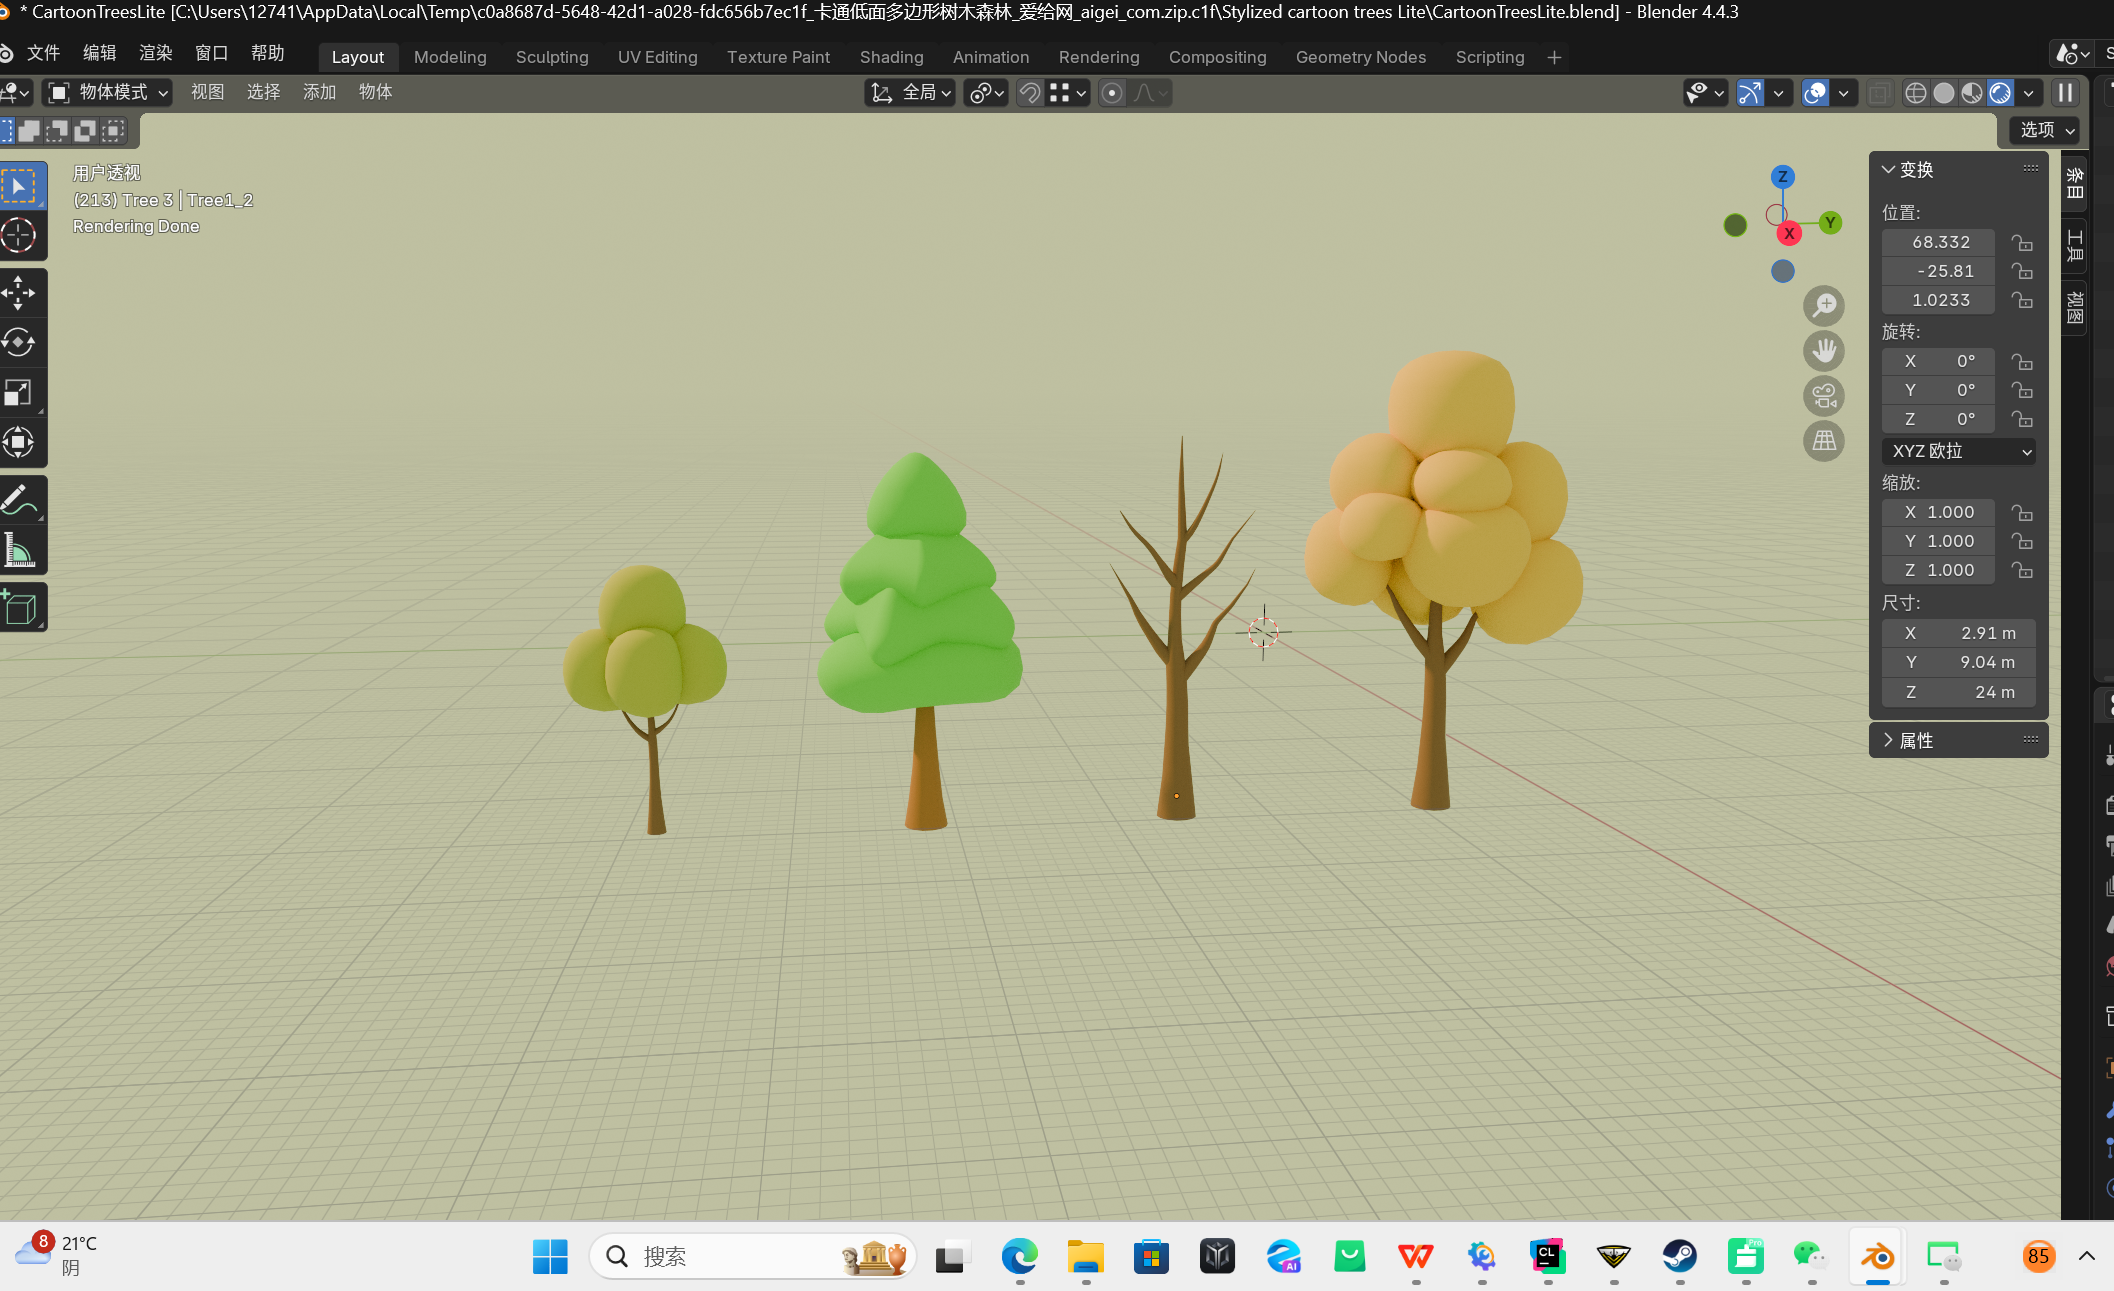 * CartoonTreesLite [C:\Users\12741\AppData\Local\Temp\c0a8687d-5648-42d1-a028-fdc656b7ec1f_卡通低面多边形树木森林_爱给网_aigei_com.zip.c1f\Stylized cartoon trees Lite\CartoonTreesLite.blend] - Blender 4.4.3
文件 编辑 渲染 窗口 帮助 Layout Modeling Sculpting UV Editing Texture Paint Shading Animation Rendering Compositing Geometry Nodes Scripting +
物体模式 视图 选择 添加 物体 全局
选项
用户透视
(213) Tree 3 | Tree1_2
Rendering Done
Z
Y
X
变换
位置:
68.332
-25.81
1.0233
旋转:
X 0°
Y 0°
Z 0°
XYZ 欧拉
缩放:
X 1.000
Y 1.000
Z 1.000
尺寸:
X 2.91 m
Y 9.04 m
Z 24 m
属性
条目
工具
视图
8
21°C
阴
搜索
AI
CL
Pro
85